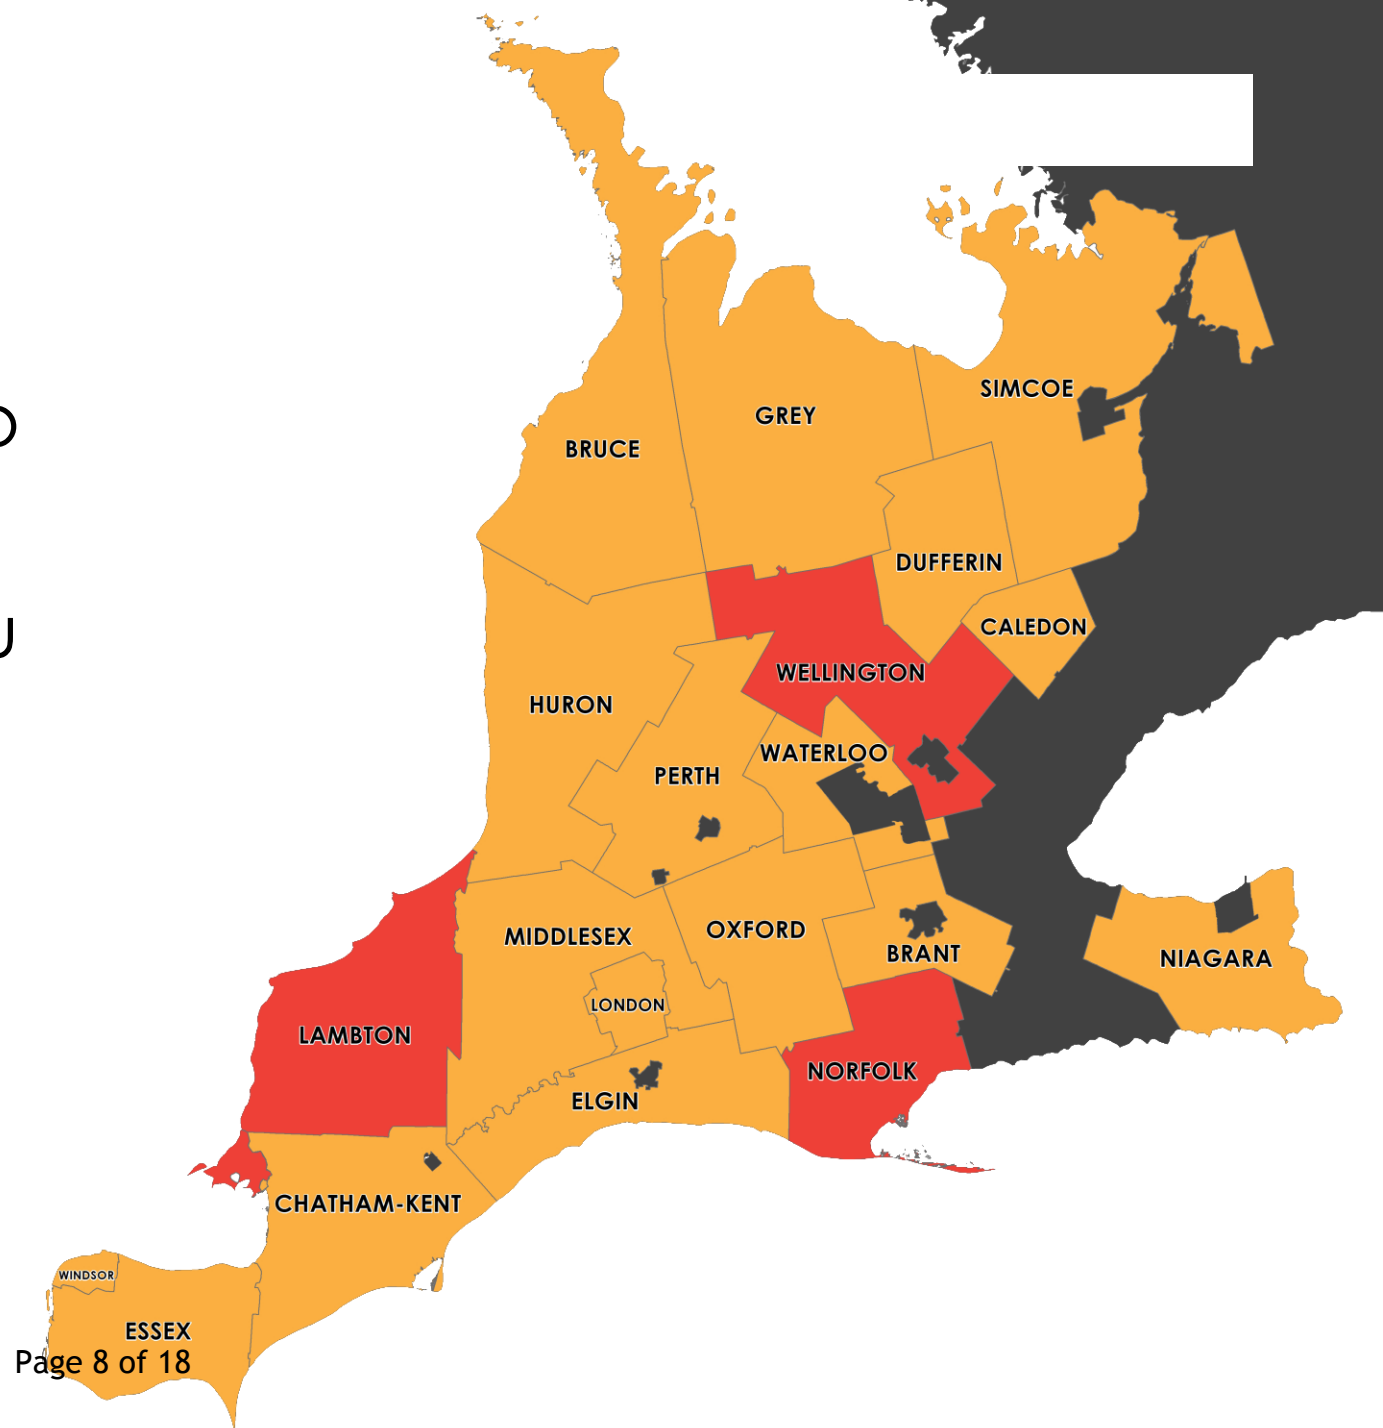 SIMCOE
GREY
O
BRUCE
DUFFERIN
CALEDON
U
WELLINGTON
HURON
WATERLOO
PERTH
OXFORD
MIDDLESEX
BRANT
NIAGARA
LONDON
LAMBTON
NORFOLK
ELGIN
CHATHAM-KENT
WINDSOR
ESSEX
Page 8 of 18